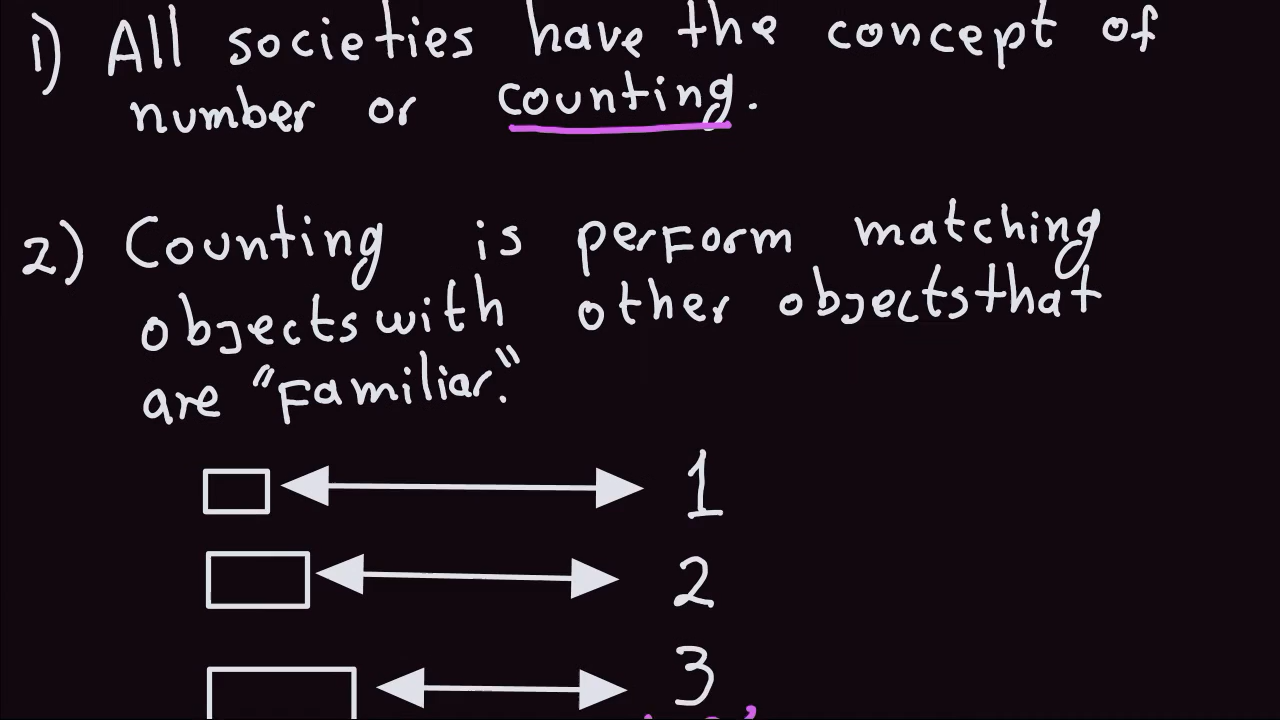 1) All societies have the concept of
number or counting.
2) Counting is perform matching
objects with other objects that
are "Familiar."
1
2
3